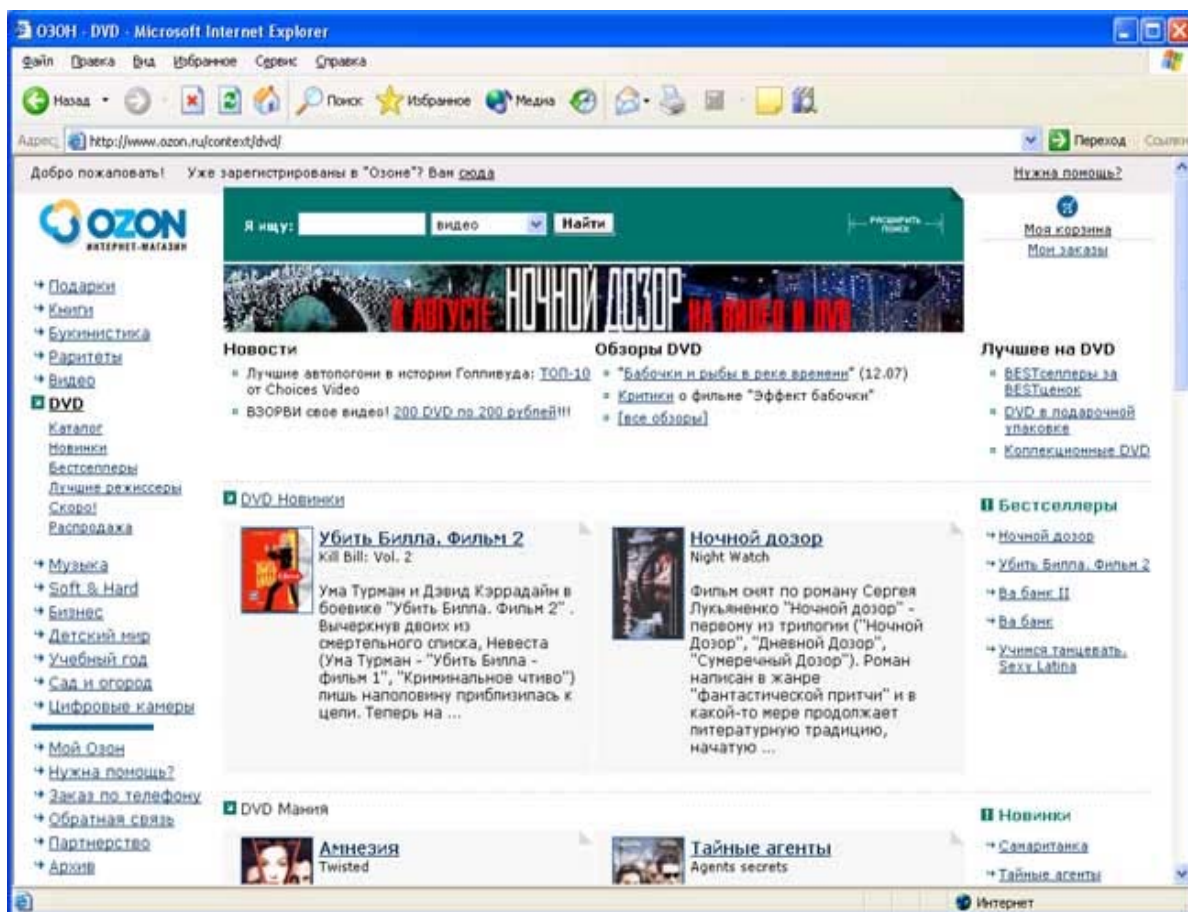 ОЗОН - DVD - Microsoft Internet Explorer
Файл Правка Вид Избранное Сервис Справка
Назад Поиск Избранное Медиа
Адрес: http://www.ozon.ru/context/dvd/ Переход Ссылки
Добро пожаловать! Уже зарегистрированы в "Озоне"? Вам сюда
Нужна помощь?
OZON
ИНТЕРНЕТ-МАГАЗИН
Я ищу: видео Найти
РАСШИРИТЬ
ПОИСК
Моя корзина
Мои заказы
В АВГУСТЕ НОЧНОЙ ДОЗОР НА ВИДЕО И DVD
Подарки
Книги
Букинистика
Раритеты
Видео
DVD
Каталог
Новинки
Бестселлеры
Лучшие режиссеры
Скоро!
Распродажа
Музыка
Soft & Hard
Бизнес
Детский мир
Учебный год
Сад и огород
Цифровые камеры
Мой Озон
Нужна помощь?
Заказ по телефону
Обратная связь
Партнерство
Архив
Новости
Лучшие автопогони в истории Голливуда: ТОП-10
от Choices Video
ВЗОРВИ свое видео! 200 DVD по 200 рублей!!!
Обзоры DVD
"Бабочки и рыбы в реке времени" (12.07)
Критики о фильме "Эффект бабочки"
[все обзоры]
Лучшее на DVD
BESTселлеры за
BESTценок
DVD в подарочной
упаковке
Коллекционные DVD
DVD Новинки
Убить Билла. Фильм 2
Kill Bill: Vol. 2
Ума Турман и Дэвид Кэррадайн в
боевике "Убить Билла. Фильм 2" .
Вычеркнув двоих из
смертельного списка, Невеста
(Ума Турман - "Убить Билла -
фильм 1", "Криминальное чтиво")
лишь наполовину приблизилась к
цели. Теперь на ...
Ночной дозор
Night Watch
Фильм снят по роману Сергея
Лукьяненко "Ночной дозор" -
первому из трилогии ("Ночной
Дозор", "Дневной Дозор",
"Сумеречный Дозор"). Роман
написан в жанре
"фантастической притчи" и в
какой-то мере продолжает
литературную традицию,
начатую ...
Бестселлеры
Ночной дозор
Убить Билла. Фильм 2
Ва банк II
Ва банк
Учимся танцевать.
Sexy Latina
DVD Мания
Амнезия
Twisted
Тайные агенты
Agents secrets
Новинки
Самаритянка
Тайные агенты
Интернет